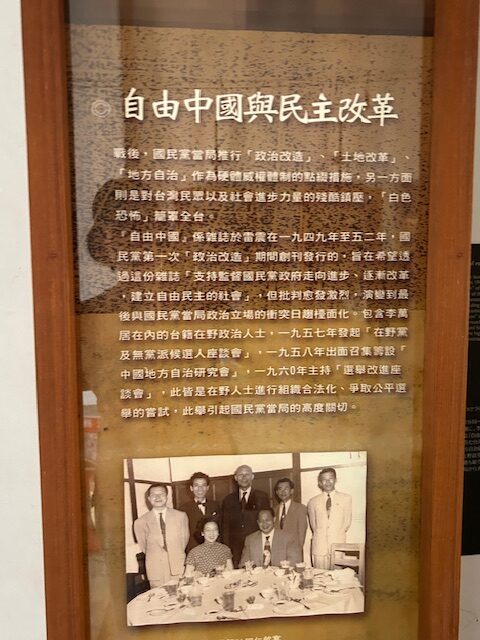 自由中國與民主改革
戰後，國民黨當局推行「政治改造」、「土地改革」、
「地方自治」作為硬體威權體制的點綴措施，另一方面
則是對台灣民眾以及社會進步力量的殘酷鎮壓，「白色
恐怖」籠罩全台。
「自由中國」係雜誌於雷震在一九四九年至五二年，國
民黨第一次「政治改造」期間創刊發行的，旨在希望透
過這份雜誌「支持監督國民黨政府走向進步、逐漸改革
，建立自由民主的社會」，但批判愈發激烈，演變到最
後與國民黨當局政治立場的衝突日趨檯面化。包含李萬
居在內的台籍在野政治人士，一九五七年發起「在野黨
及無黨派候選人座談會」，一九五八年出面召集籌設「
中國地方自治研究會」，一九六0年主持「選舉改進座
談會」，此皆是在野人士進行組織合法化、爭取公平選
舉的嘗試，此舉引起國民黨當局的高度關切。